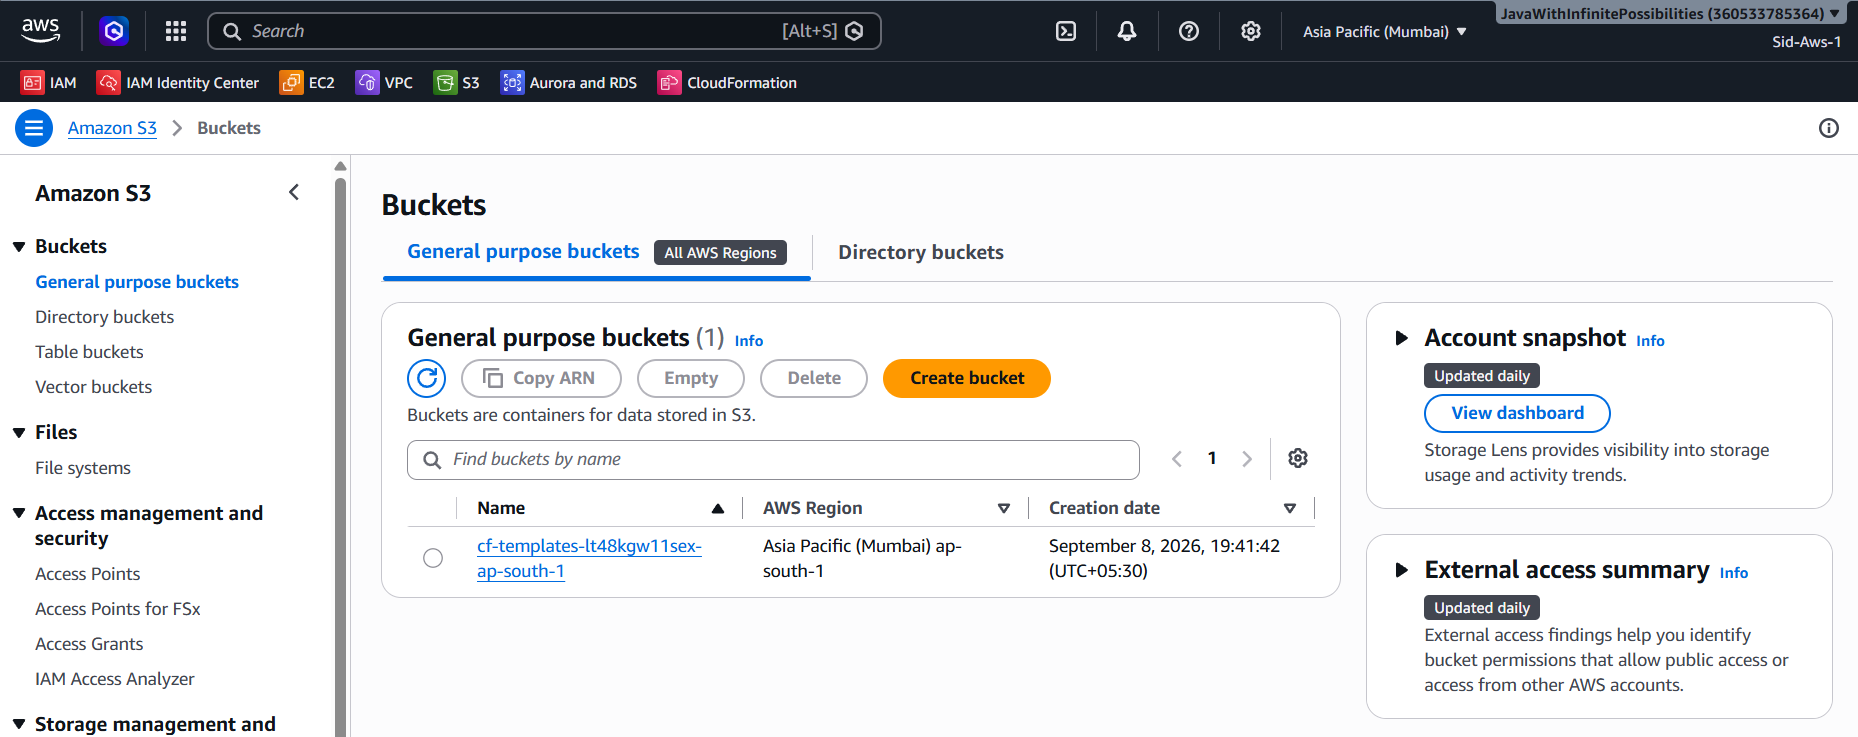 aws
Search
[Alt+S]
Asia Pacific (Mumbai)
JavaWithInfinitePossibilities (360533785364)
Sid-Aws-1
IAM
IAM Identity Center
EC2
VPC
S3
Aurora and RDS
CloudFormation
Amazon S3
Buckets
Amazon S3
Buckets
General purpose buckets
Directory buckets
Table buckets
Vector buckets
Files
File systems
Access management and
security
Access Points
Access Points for FSx
Access Grants
IAM Access Analyzer
Storage management and
Buckets
General purpose buckets
All AWS Regions
Directory buckets
General purpose buckets (1) Info
Copy ARN
Empty
Delete
Create bucket
Buckets are containers for data stored in S3.
Find buckets by name
1
Name
AWS Region
Creation date
cf-templates-lt48kgw11sex-
ap-south-1
Asia Pacific (Mumbai) ap-
south-1
September 8, 2026, 19:41:42
(UTC+05:30)
Account snapshot Info
Updated daily
View dashboard
Storage Lens provides visibility into storage
usage and activity trends.
External access summary Info
Updated daily
External access findings help you identify
bucket permissions that allow public access or
access from other AWS accounts.